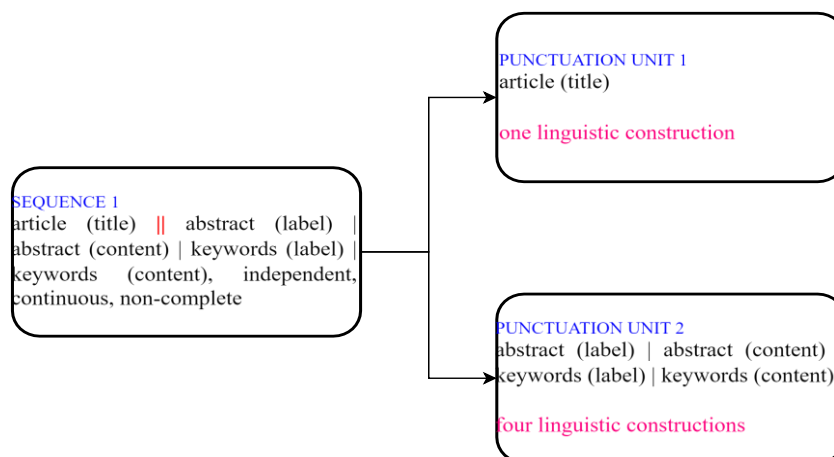 PUNCTUATION UNIT 1
article (title)
one linguistic construction
SEQUENCE 1
article (title) || abstract (label) |
abstract (content) | keywords (label) |
keywords (content), independent,
continuous, non-complete
PUNCTUATION UNIT 2
abstract (label) | abstract (content)
keywords (label) | keywords (content)
four linguistic constructions